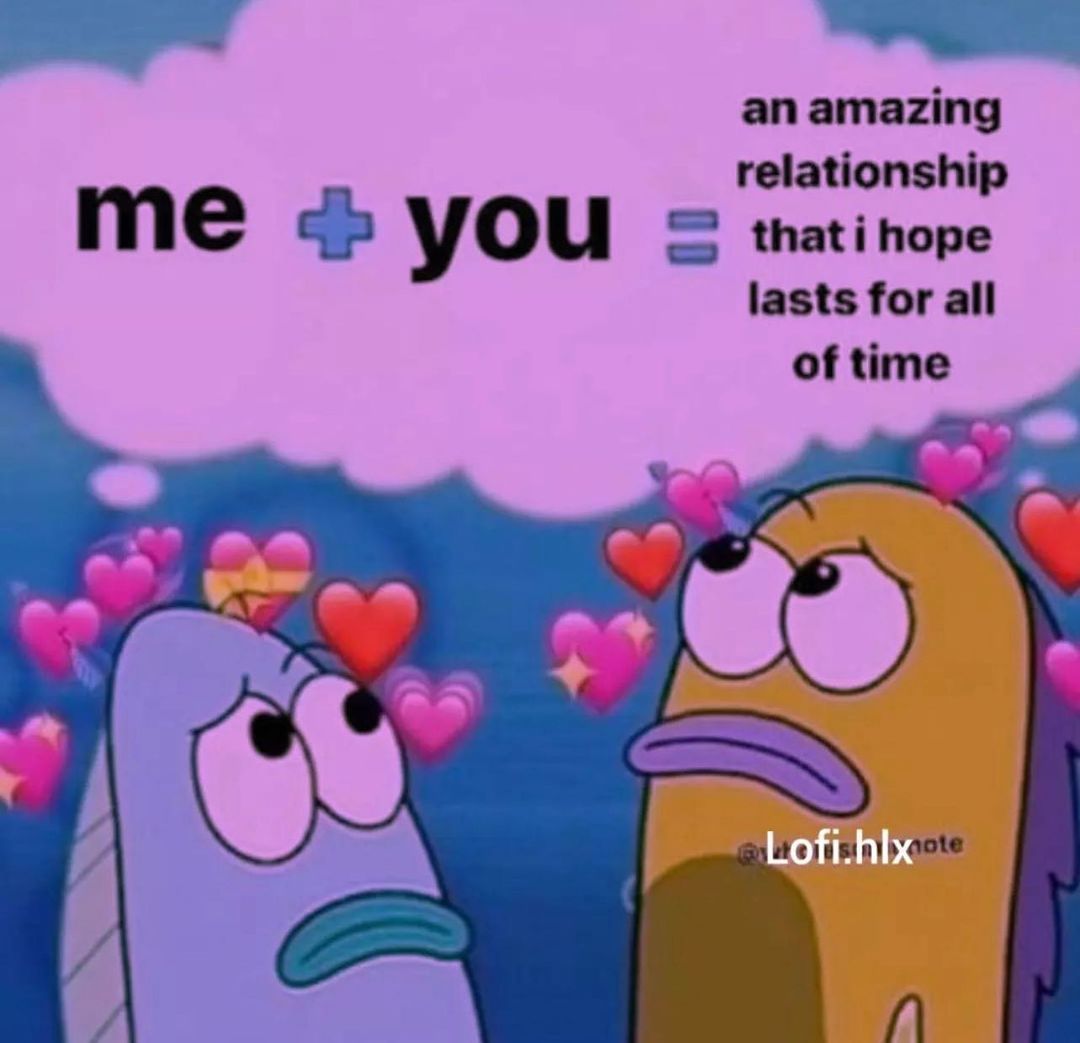 me + you =
an amazing
relationship
that i hope
lasts for all
of time
Lofi.hlx